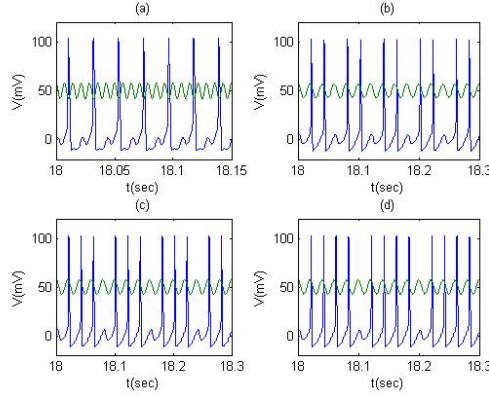 (a) (b)
100 100
V(mV) 50 V(mV) 50
0 0
18 18.05 18.1 18.15 18 18.1 18.2 18.3
t(sec) t(sec)
(c) (d)
100 100
V(mV) 50 V(mV) 50
0 0
18 18.1 18.2 18.3 18 18.1 18.2 18.3
t(sec) t(sec)